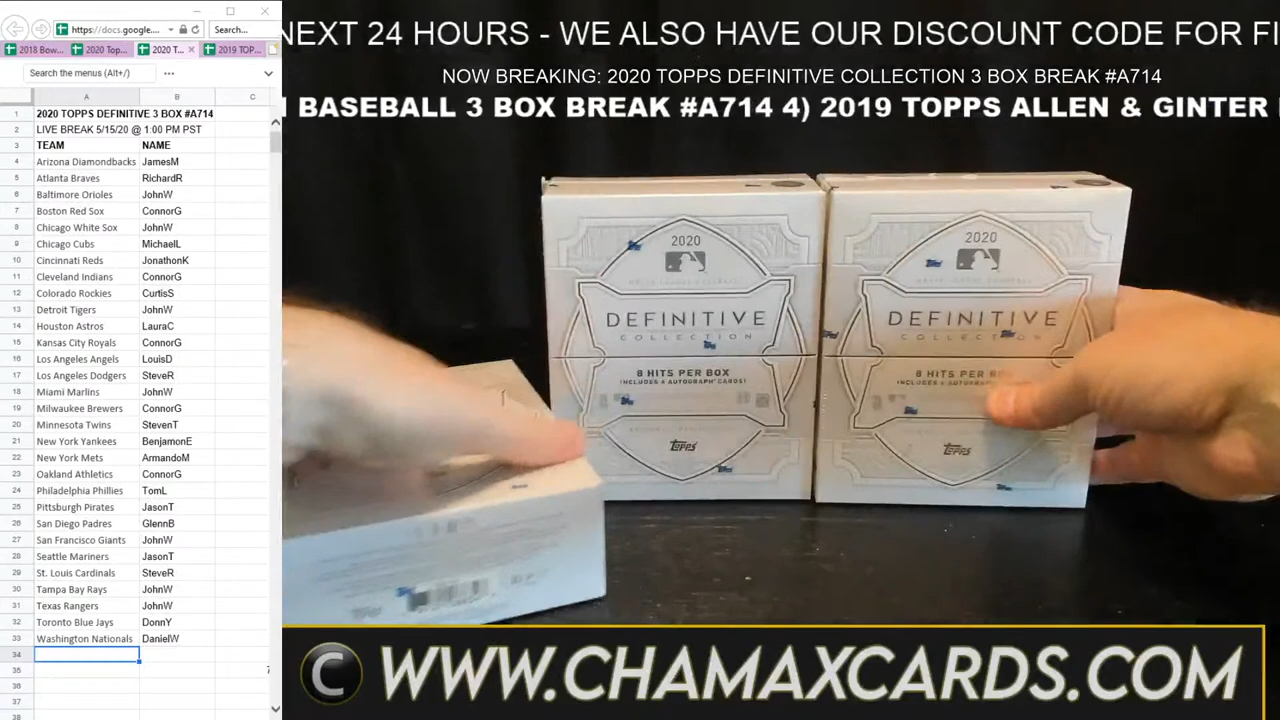 https://docs.google.
Search...
2018 Bow...
2020 Top...
2020 T...
2019 TOP...
Search the menus (Alt+/)
A B C
1 2020 TOPPS DEFINITIVE 3 BOX #A714
2 LIVE BREAK 5/15/20 @ 1:00 PM PST
3 TEAM NAME
4 Arizona Diamondbacks JamesM
5 Atlanta Braves RichardR
6 Baltimore Orioles JohnW
7 Boston Red Sox ConnorG
8 Chicago White Sox JohnW
9 Chicago Cubs MichaelL
10 Cincinnati Reds JonathonK
11 Cleveland Indians ConnorG
12 Colorado Rockies CurtisS
13 Detroit Tigers JohnW
14 Houston Astros LauraC
15 Kansas City Royals ConnorG
16 Los Angeles Angels LouisD
17 Los Angeles Dodgers SteveR
18 Miami Marlins JohnW
19 Milwaukee Brewers ConnorG
20 Minnesota Twins StevenT
21 New York Yankees BenjamonE
22 New York Mets ArmandoM
23 Oakland Athletics ConnorG
24 Philadelphia Phillies TomL
25 Pittsburgh Pirates JasonT
26 San Diego Padres GlennB
27 San Francisco Giants JohnW
28 Seattle Mariners JasonT
29 St. Louis Cardinals SteveR
30 Tampa Bay Rays JohnW
31 Texas Rangers JohnW
32 Toronto Blue Jays DonnY
33 Washington Nationals DanielW
34
35 7
36
37
38
NEXT 24 HOURS - WE ALSO HAVE OUR DISCOUNT CODE FOR FI
NOW BREAKING: 2020 TOPPS DEFINITIVE COLLECTION 3 BOX BREAK #A714
BASEBALL 3 BOX BREAK #A714 4) 2019 TOPPS ALLEN & GINTER
2020
DEFINITIVE
COLLECTION
8 HITS PER BOX
topps
2020
DEFINITIVE
COLLECTION
8 HITS PER BOX
topps
C WWW.CHAMAXCARDS.COM